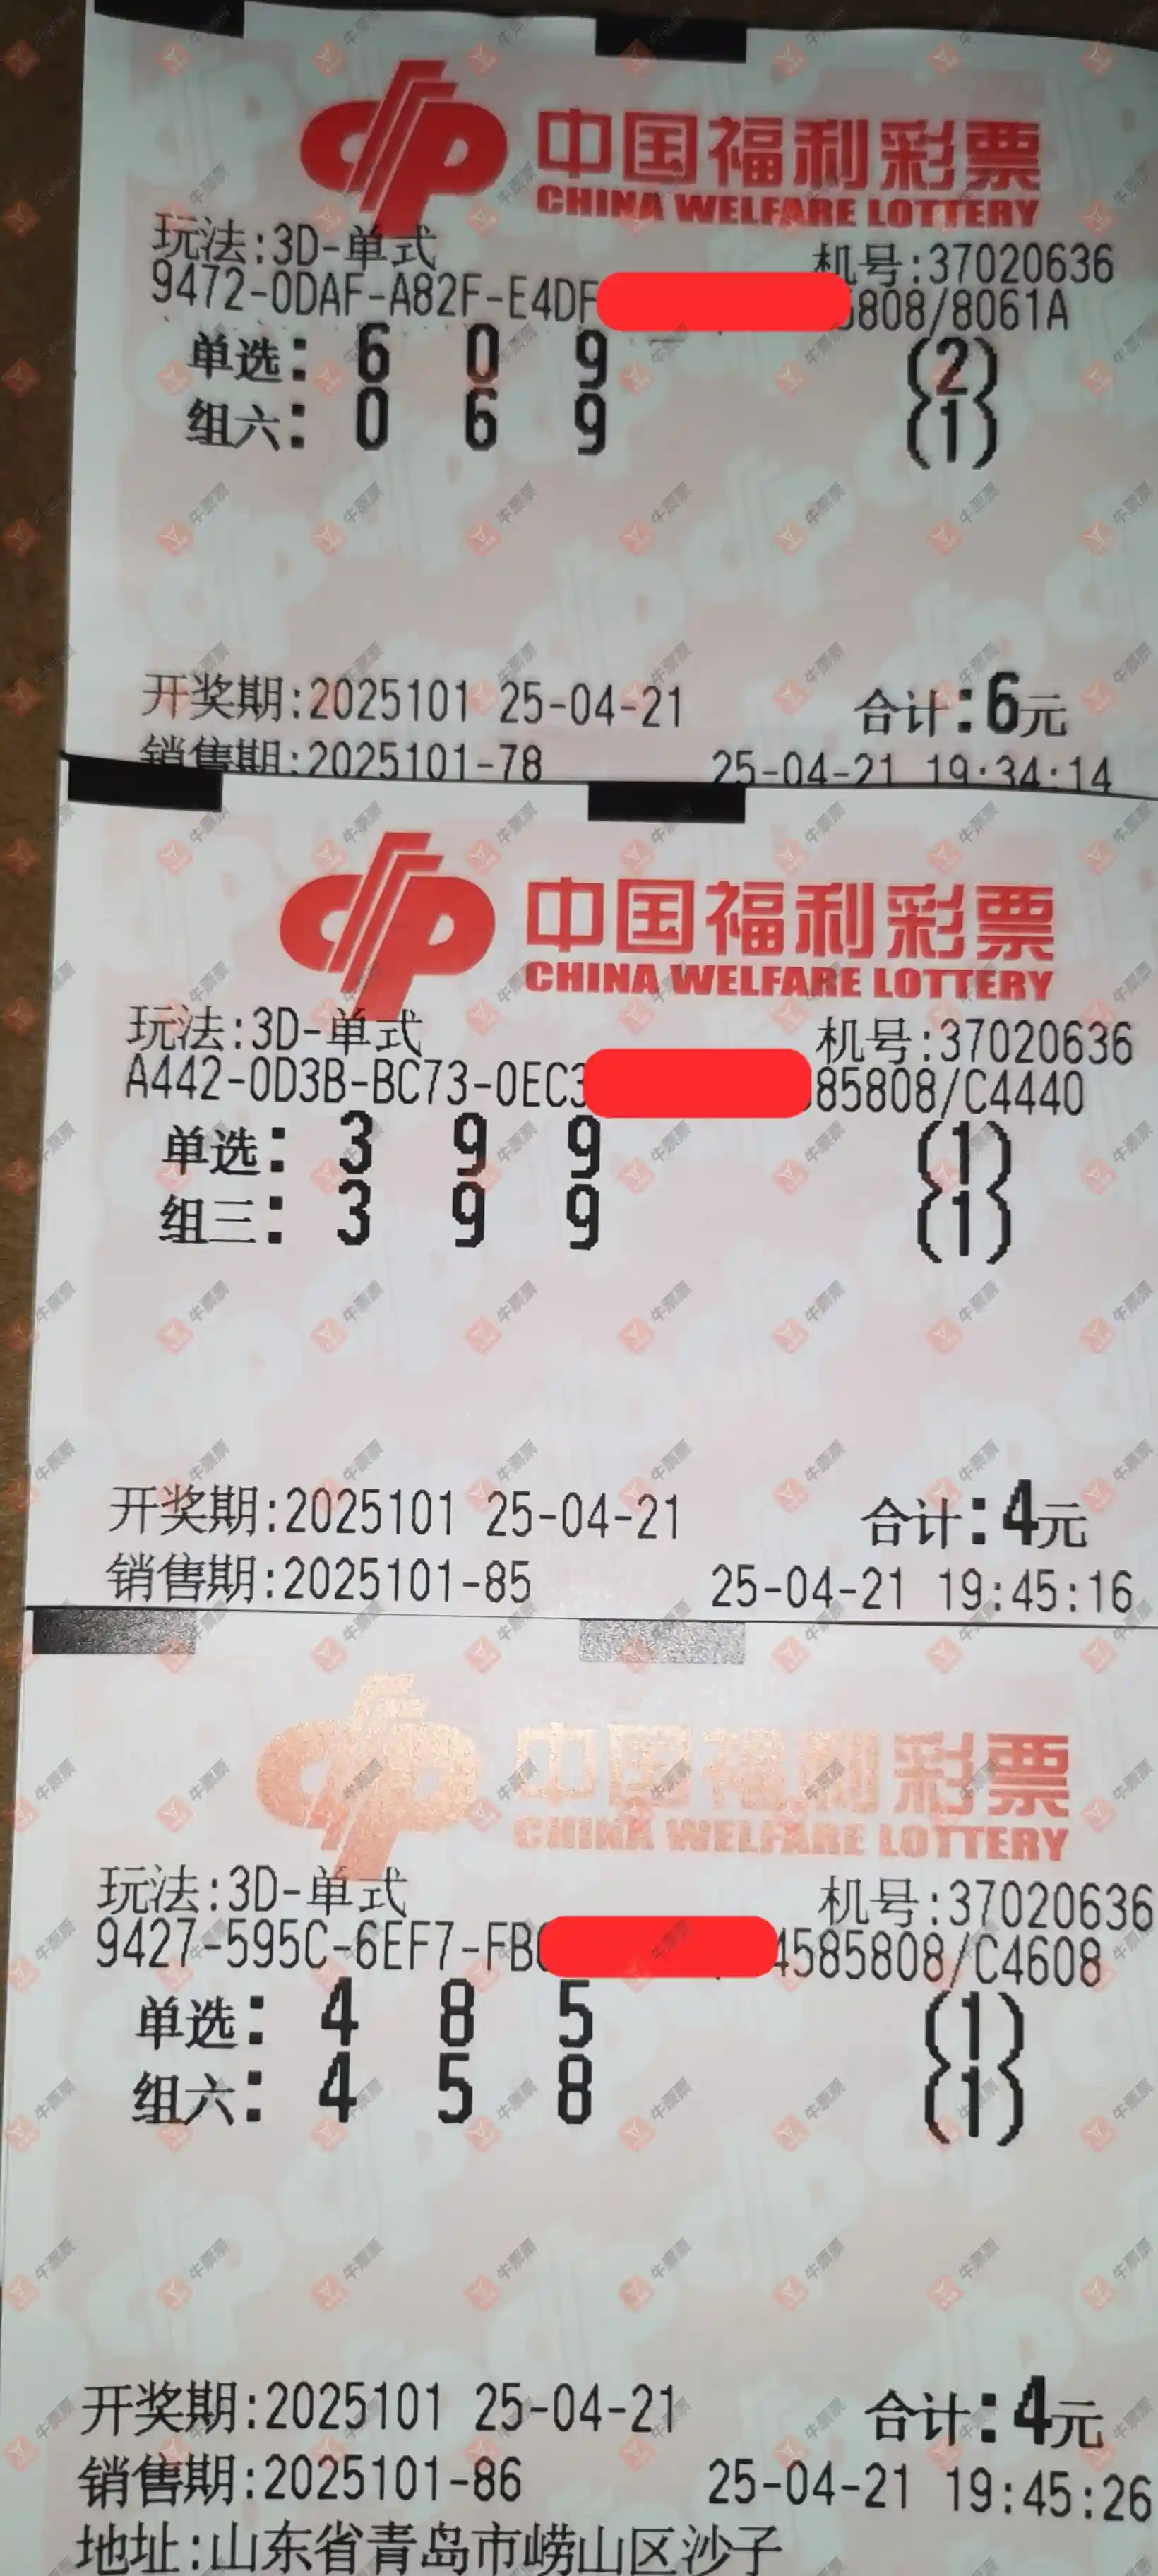 中国福利彩票
CHINA WELFARE LOTTERY
玩法:3D-单式
机号:37020636
9472-0DAF-A82F-E4DF 5808/8061A
单选: 6 0 9 (2)
组六: 0 6 9 (1)
开奖期:2025101 25-04-21 合计:6元
销售期:2025101-78 25-04-21 19:34:14
中国福利彩票
CHINA WELFARE LOTTERY
玩法:3D-单式 机号:37020636
A442-0D3B-BC73-0EC3 85808/C4440
单选: 3 9 9 (1)
组三: 3 9 9 (1)
开奖期:2025101 25-04-21 合计:4元
销售期:2025101-85 25-04-21 19:45:16
中国福利彩票
CHINA WELFARE LOTTERY
玩法:3D-单式 机号:37020636
9427-595C-6EF7-FB 4585808/C4608
单选: 4 8 5 (1)
组六: 4 5 8 (1)
开奖期:2025101 25-04-21 合计:4元
销售期:2025101-86 25-04-21 19:45:26
地址:山东省青岛市崂山区沙子
牛票票